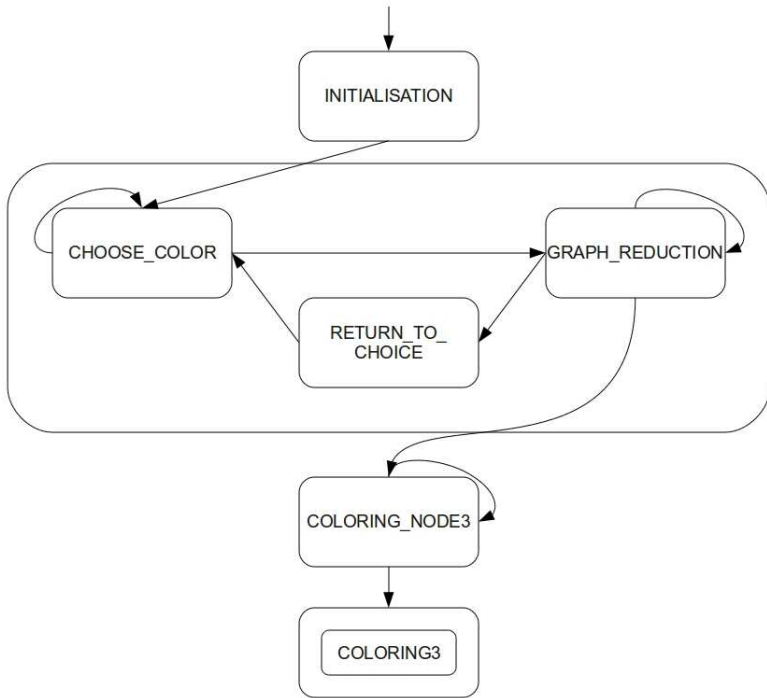 INITIALISATION
CHOOSE_COLOR
GRAPH_REDUCTION
RETURN_TO_
CHOICE
COLORING_NODE3
COLORING3